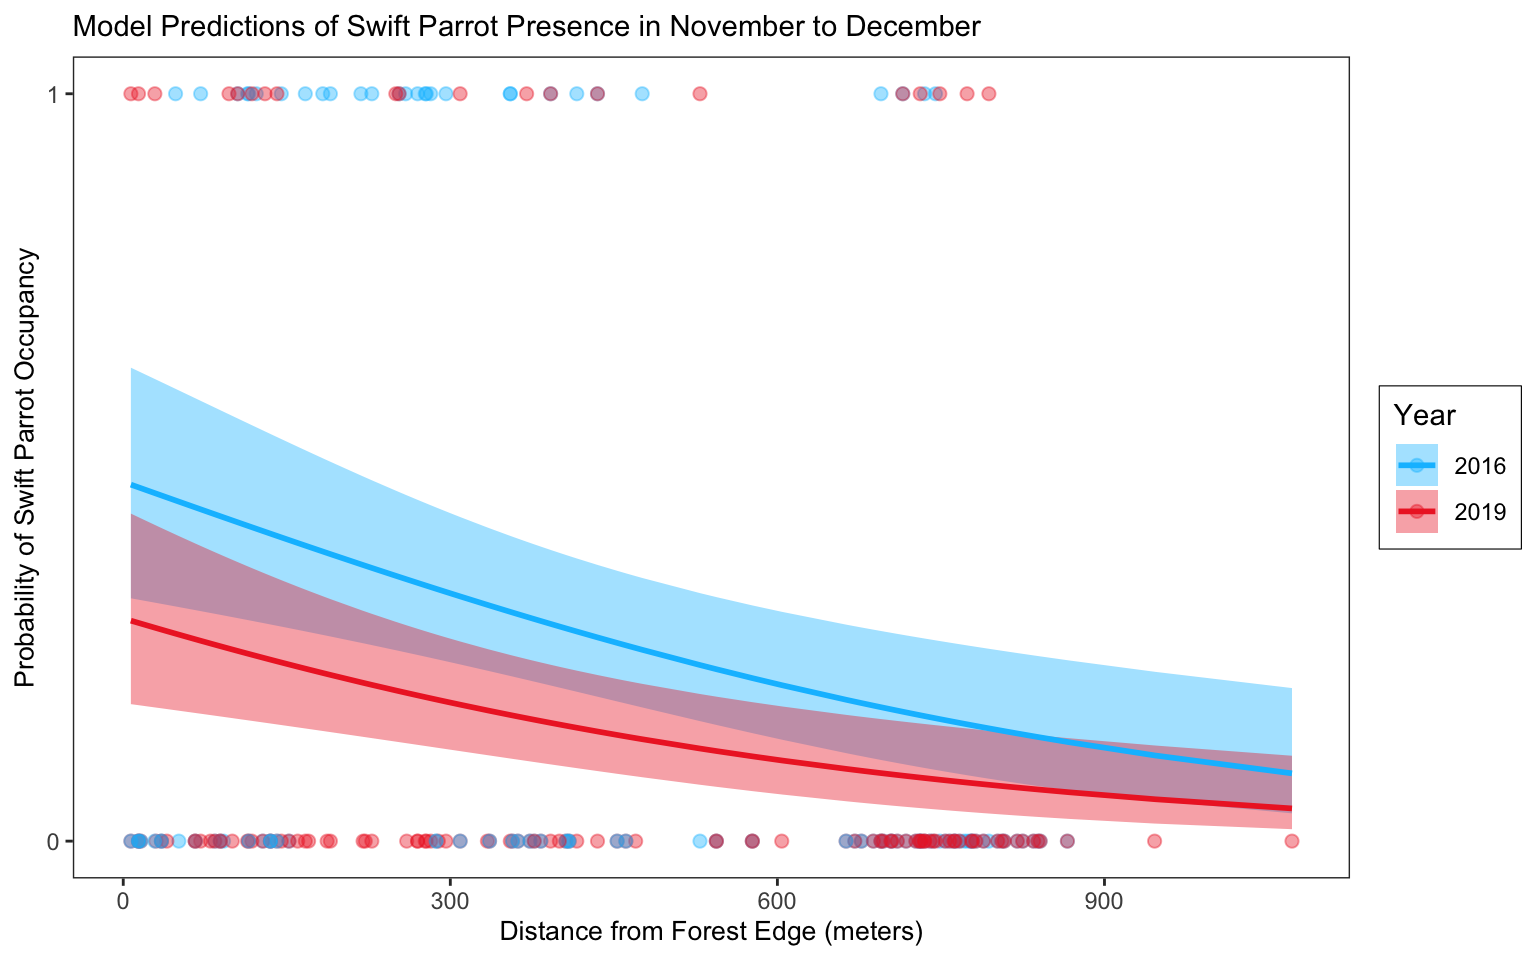 Model Predictions of Swift Parrot Presence in November to December
Probability of Swift Parrot Occupancy
1
0
0 300 600 900
Distance from Forest Edge (meters)
Year
2016
2019